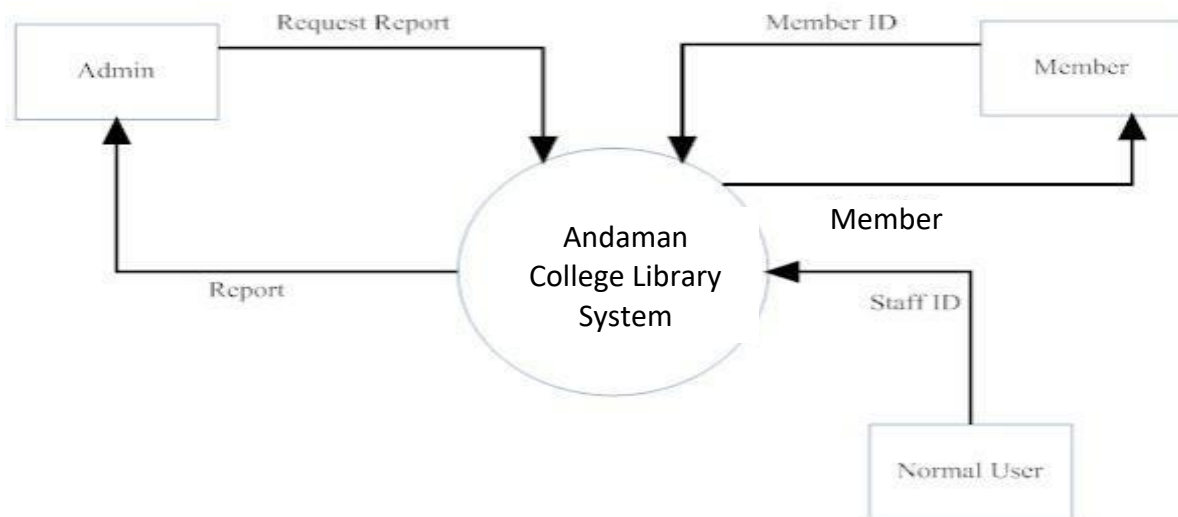 Request Report
Member ID
Admin
Member
Member
Andaman
College Library
System
Report
Staff ID
Normal User